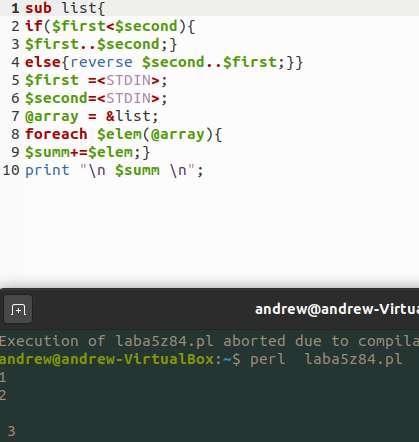 1 sub list{
2 if($first<$second){
3 $first..$second;}
4 else{reverse $second..$first;}}
5 $first =<STDIN>;
6 $second=<STDIN>;
7 @array = &list;
8 foreach $elem(@array){
9 $summ+=$elem;}
10 print "\n $summ \n";
andrew@andrew-Virtua
Execution of laba5z84.pl aborted due to compila
andrew@andrew-VirtualBox:~$ perl  laba5z84.pl
1
2
3